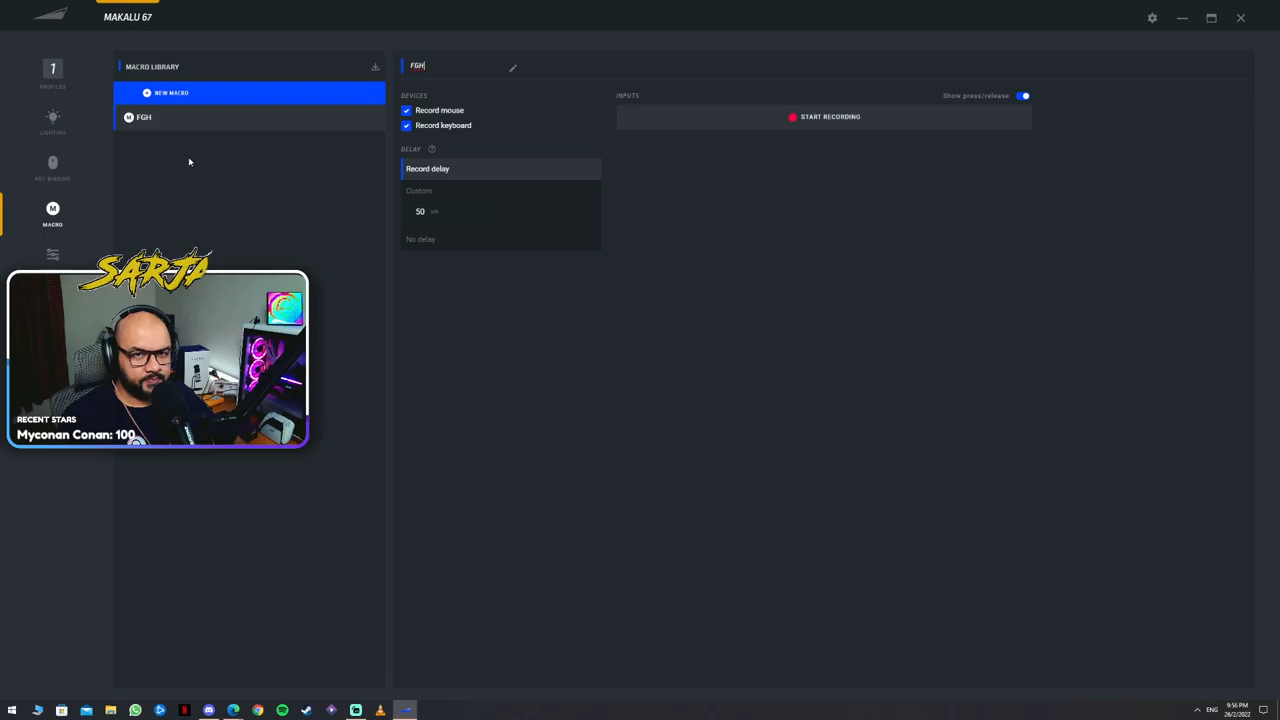 MAKALU 67
1
PROFILES
LIGHTING
KEY BINDING
M
MACRO
MACRO LIBRARY
NEW MACRO
M FGH
FGH
DEVICES
Record mouse
Record keyboard
DELAY ?
Record delay
Custom
50 MS
No delay
INPUTS
Show press/release
START RECORDING
SARJA
RECENT STARS
Myconan Conan: 100
ENG
9:56 PM
26/2/2022